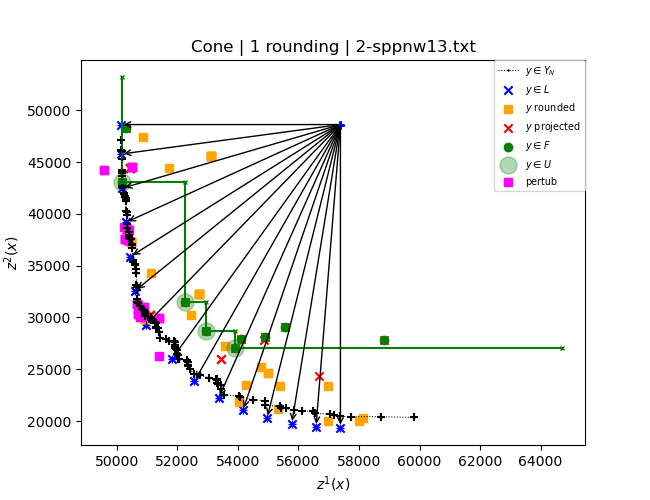 Cone | 1 rounding | 2-sppnw13.txt
y ∈ Y_N
y ∈ L
y rounded
y projected
y ∈ F
y ∈ U
pertub
50000
45000
40000
35000
30000
25000
20000
z²(x)
50000 52000 54000 56000 58000 60000 62000 64000
z¹(x)